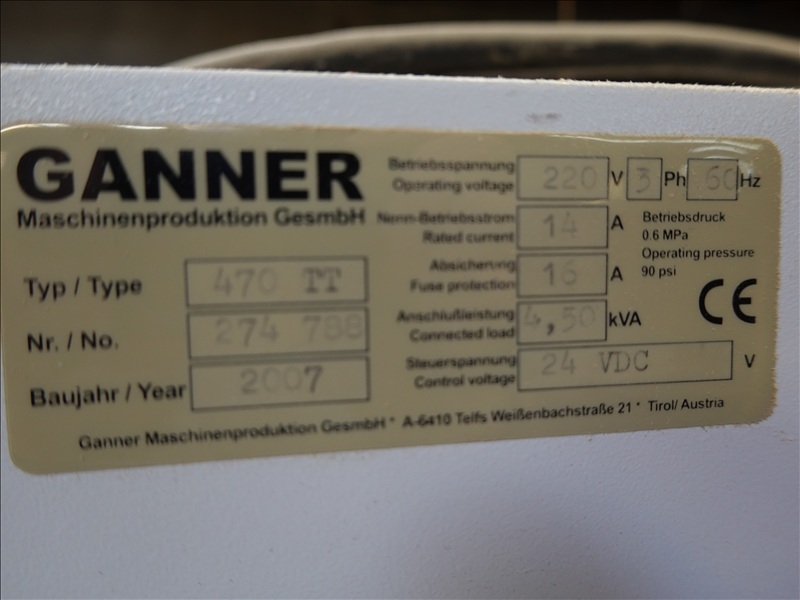 GANNER
Maschinenproduktion GesmbH
Typ / Type 470 TT
Nr. / No. 274 788
Baujahr / Year 2007
Betriebsspannung
Operating voltage 220 V 3 Ph 60 Hz
Nenn-Betriebsstrom
Rated current 14 A
Absicherung
Fuse protection 16 A
Anschlußleistung
Connected load 4,50 kVA
Steuerspannung
Control voltage 24 VDC V
Betriebsdruck
0.6 MPa
Operating pressure
90 psi
CE
Ganner Maschinenproduktion GesmbH * A-6410 Telfs Weißenbachstraße 21 * Tirol/ Austria